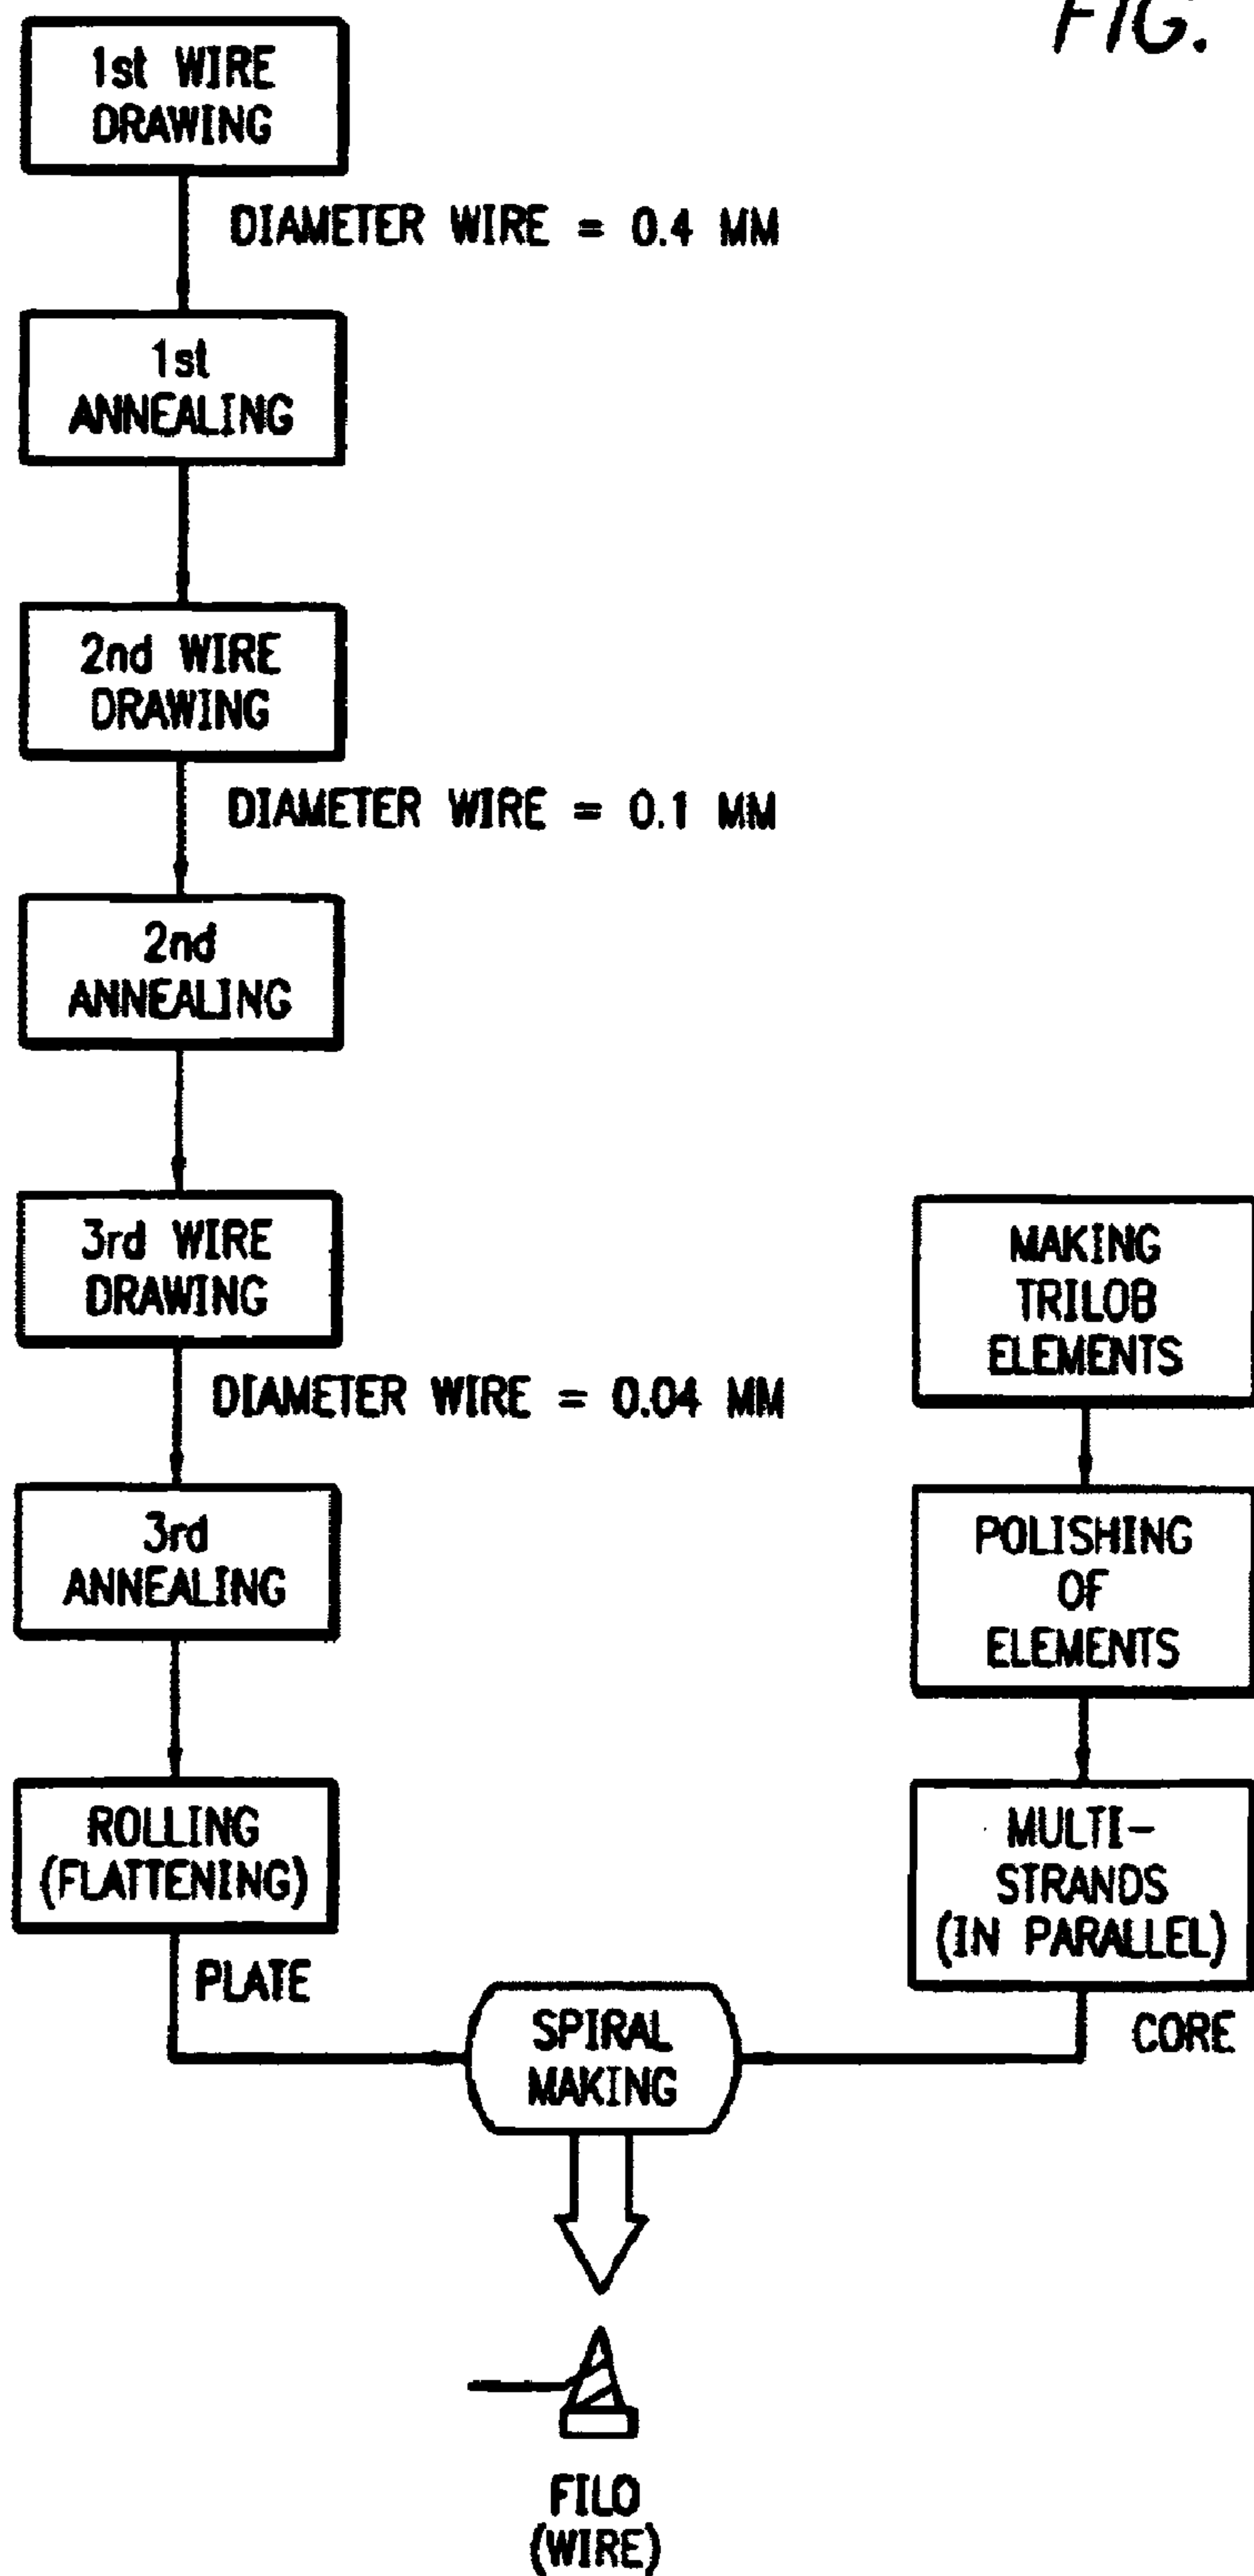 FIG.
1st WIRE
DRAWING
DIAMETER WIRE = 0.4 MM
1st
ANNEALING
2nd WIRE
DRAWING
DIAMETER WIRE = 0.1 MM
2nd
ANNEALING
3rd WIRE
DRAWING
DIAMETER WIRE = 0.04 MM
3rd
ANNEALING
ROLLING
(FLATTENING)
PLATE
MAKING
TRILOB
ELEMENTS
POLISHING
OF
ELEMENTS
MULTI-
STRANDS
(IN PARALLEL)
CORE
SPIRAL
MAKING
FILO
(WIRE)